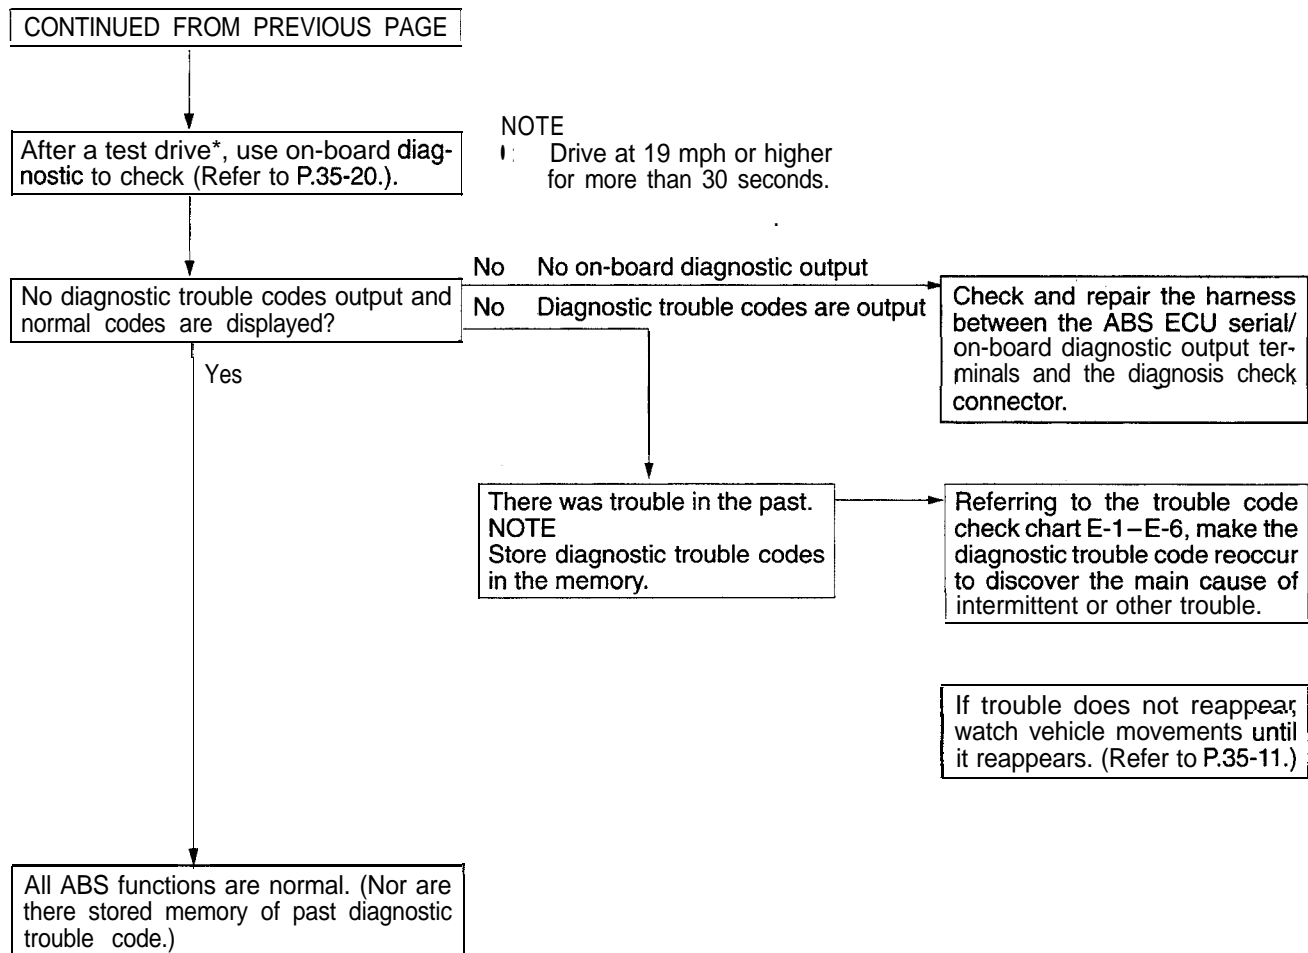 CONTINUED FROM PREVIOUS PAGE
After a test drive*, use on-board diag-
nostic to check (Refer to P.35-20.).
NOTE
Drive at 19 mph or higher
for more than 30 seconds.
No diagnostic trouble codes output and
normal codes are displayed?
No No on-board diagnostic output
No Diagnostic trouble codes are output
Check and repair the harness
between the ABS ECU serial/
on-board diagnostic output ter-
minals and the diagnosis check
connector.
Yes
There was trouble in the past.
NOTE
Store diagnostic trouble codes
in the memory.
Referring to the trouble code
check chart E-1–E-6, make the
diagnostic trouble code reoccur
to discover the main cause of
intermittent or other trouble.
If trouble does not reappear,
watch vehicle movements until
it reappears. (Refer to P.35-11.)
All ABS functions are normal. (Nor are
there stored memory of past diagnostic
trouble code.)